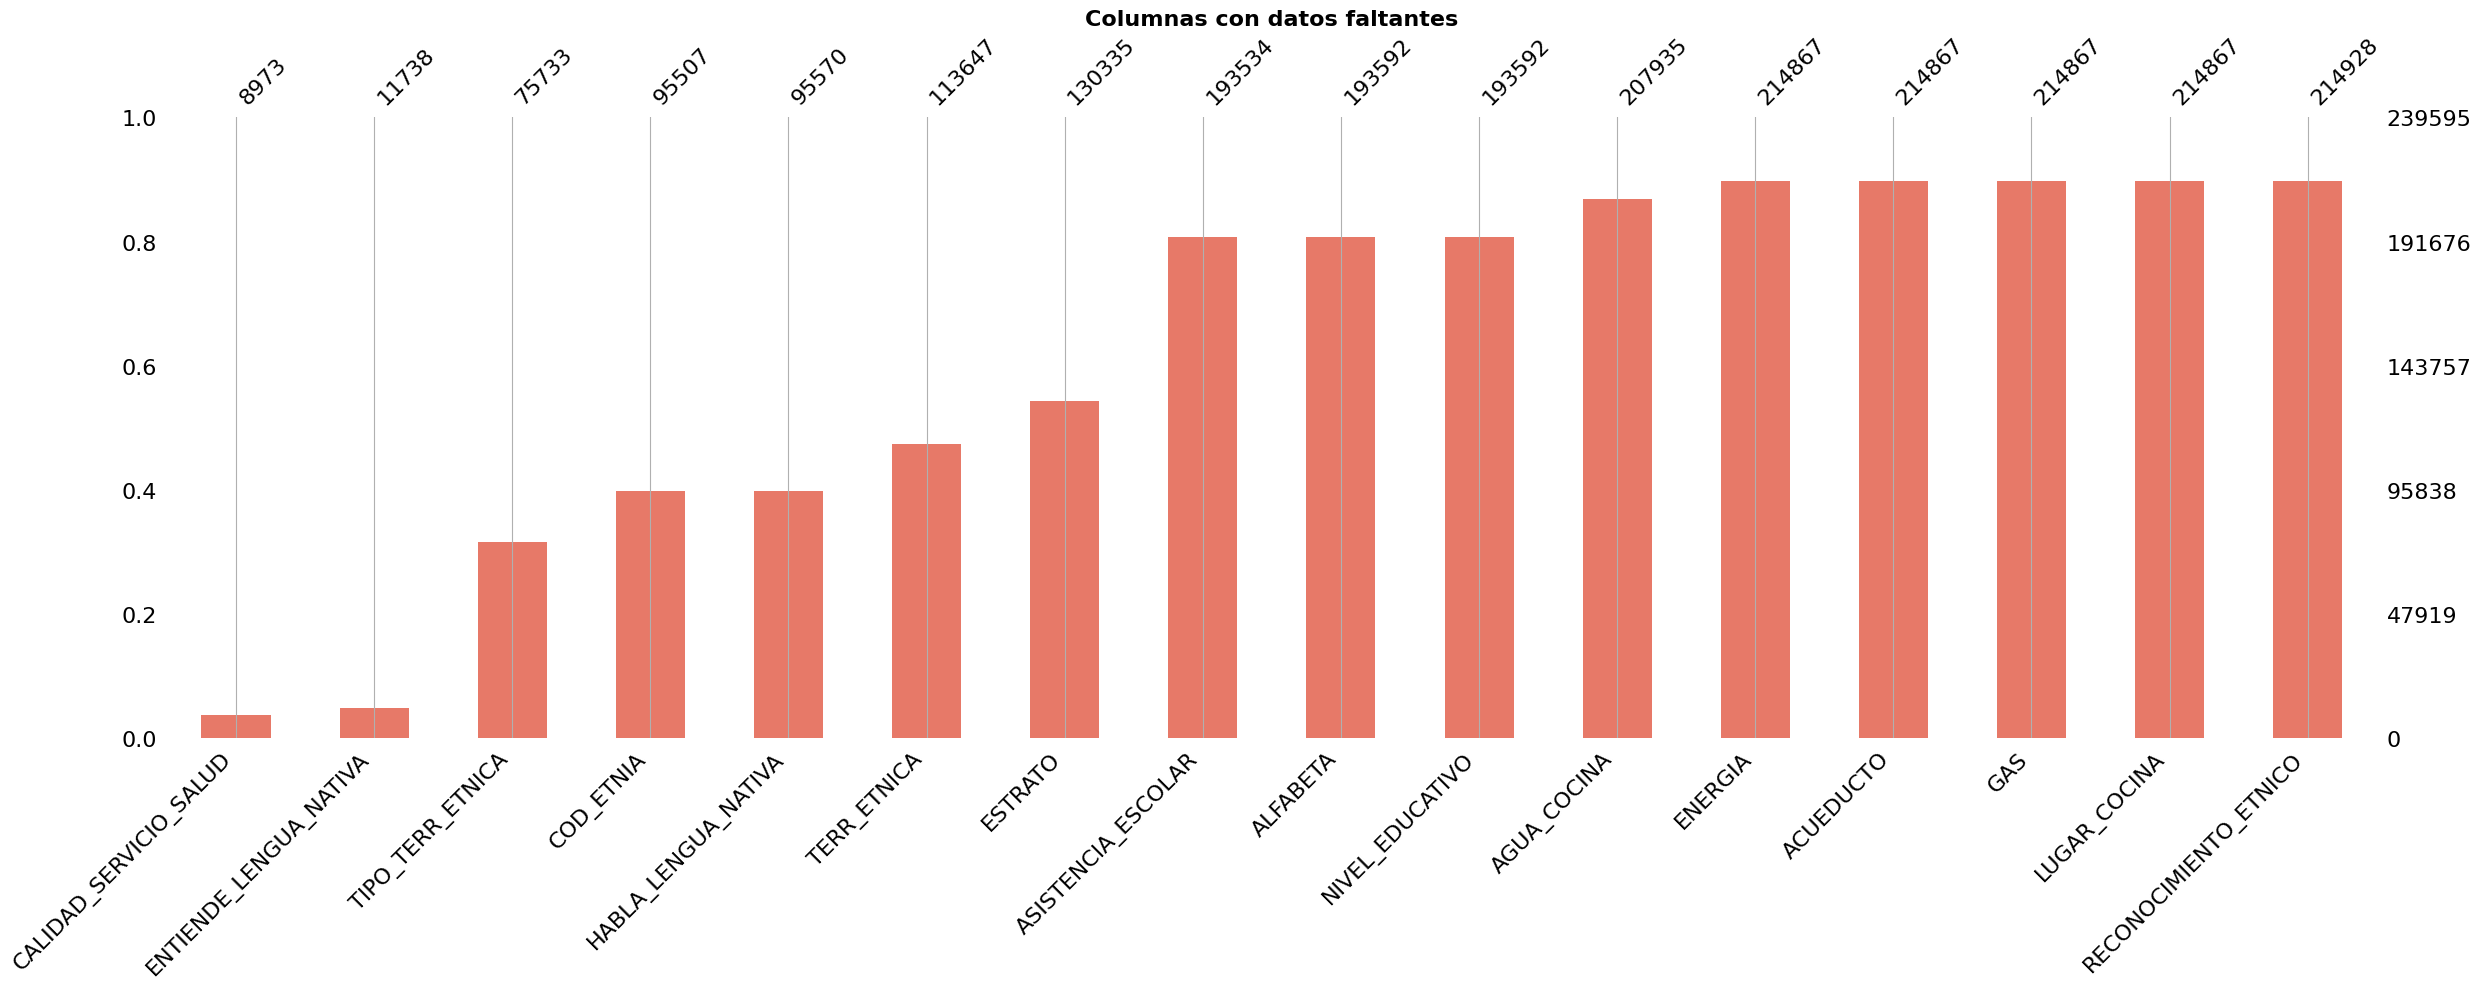 Columnas con datos faltantes
8973
11738
75733
95507
95570
113647
130335
193534
193592
193592
207935
214867
214867
214867
214867
214928
1.0
239595
0.8
191676
0.6
143757
0.4
95838
0.2
47919
0.0
0
CALIDAD_SERVICIO_SALUD
ENTIENDE_LENGUA_NATIVA
TIPO_TERR_ETNICA
COD_ETNIA
HABLA_LENGUA_NATIVA
TERR_ETNICA
ESTRATO
ASISTENCIA_ESCOLAR
ALFABETA
NIVEL_EDUCATIVO
AGUA_COCINA
ENERGIA
ACUEDUCTO
GAS
LUGAR_COCINA
RECONOCIMIENTO_ETNICO